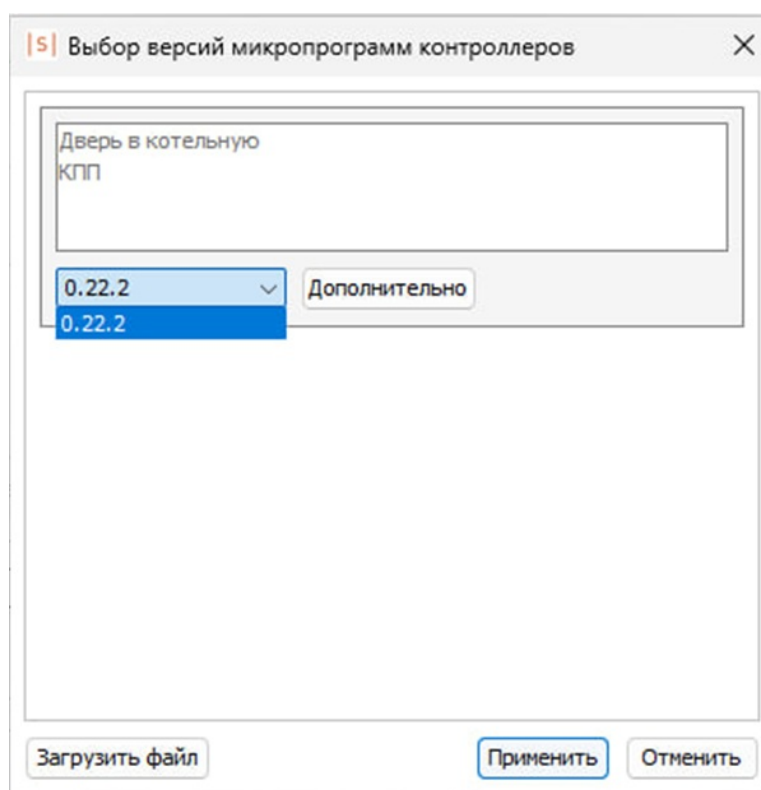 |S| Выбор версий микропрограмм контроллеров
Дверь в котельную
КПП
0.22.2
Дополнительно
0.22.2
Загрузить файл
Применить
Отменить